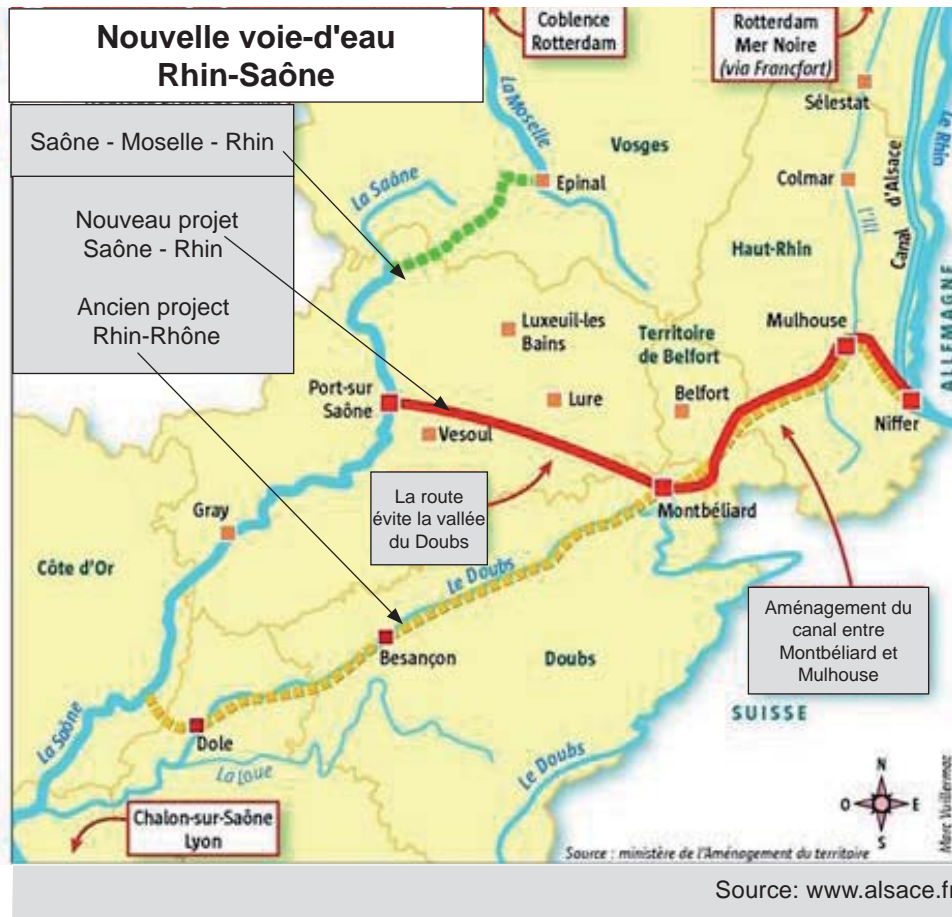 Nouvelle voie-d'eau
Rhin-Saône
Coblence
Rotterdam
Rotterdam
Mer Noire
(via Francfort)
Saône - Moselle - Rhin
Nouveau projet
Saône - Rhin
Ancien project
Rhin-Rhône
La Moselle
Vosges
Sélestat
Le Rhin
La Saône
Epinal
Colmar
l'Ill
Canal d'Alsace
Haut-Rhin
ALLEMAGNE
Luxeuil-les
Bains
Territoire
de Belfort
Mulhouse
Port-sur
Saône
Lure
Belfort
Niffer
Vesoul
La route
évite la vallée
du Doubs
Montbéliard
Gray
Côte d'Or
Le Doubs
Aménagement du
canal entre
Montbéliard et
Mulhouse
Besançon
Doubs
SUISSE
La Saône
Dole
La Loue
Le Doubs
N
O
E
S
Chalon-sur-Saône
Lyon
Marc Vuillermoz
Source : ministère de l'Aménagement du territoire
Source: www.alsace.fr